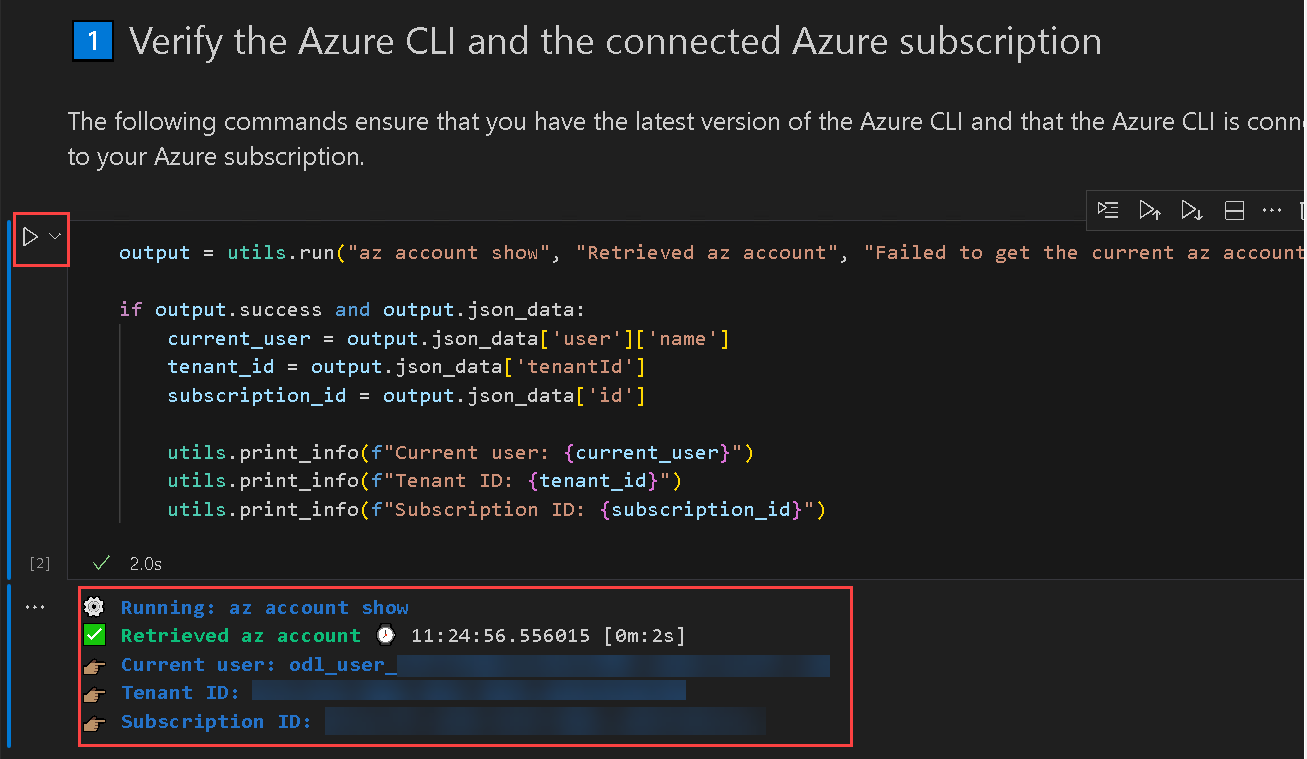 1 Verify the Azure CLI and the connected Azure subscription
The following commands ensure that you have the latest version of the Azure CLI and that the Azure CLI is conne
to your Azure subscription.
output = utils.run("az account show", "Retrieved az account", "Failed to get the current az account
if output.success and output.json_data:
current_user = output.json_data['user']['name']
tenant_id = output.json_data['tenantId']
subscription_id = output.json_data['id']
utils.print_info(f"Current user: {current_user}")
utils.print_info(f"Tenant ID: {tenant_id}")
utils.print_info(f"Subscription ID: {subscription_id}")
[2] ✓ 2.0s
⚙ Running: az account show
✅ Retrieved az account ⌚ 11:24:56.556015 [0m:2s]
👉🏽 Current user: odl_user_
👉🏽 Tenant ID:
👉🏽 Subscription ID: